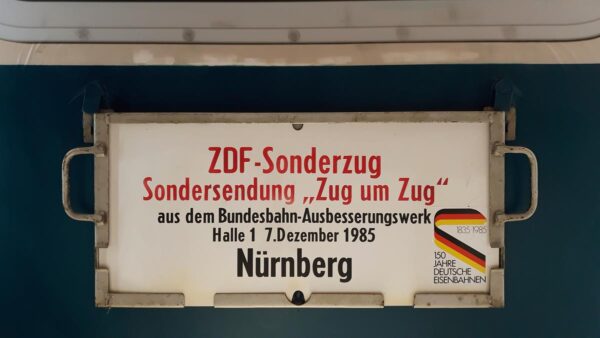 ZDF-Sonderzug
Sondersendung „Zug um Zug“
aus dem Bundesbahn-Ausbesserungswerk
Halle 1 7.Dezember 1985
Nürnberg
1835 1985
150
JAHRE
DEUTSCHE
EISENBAHNEN